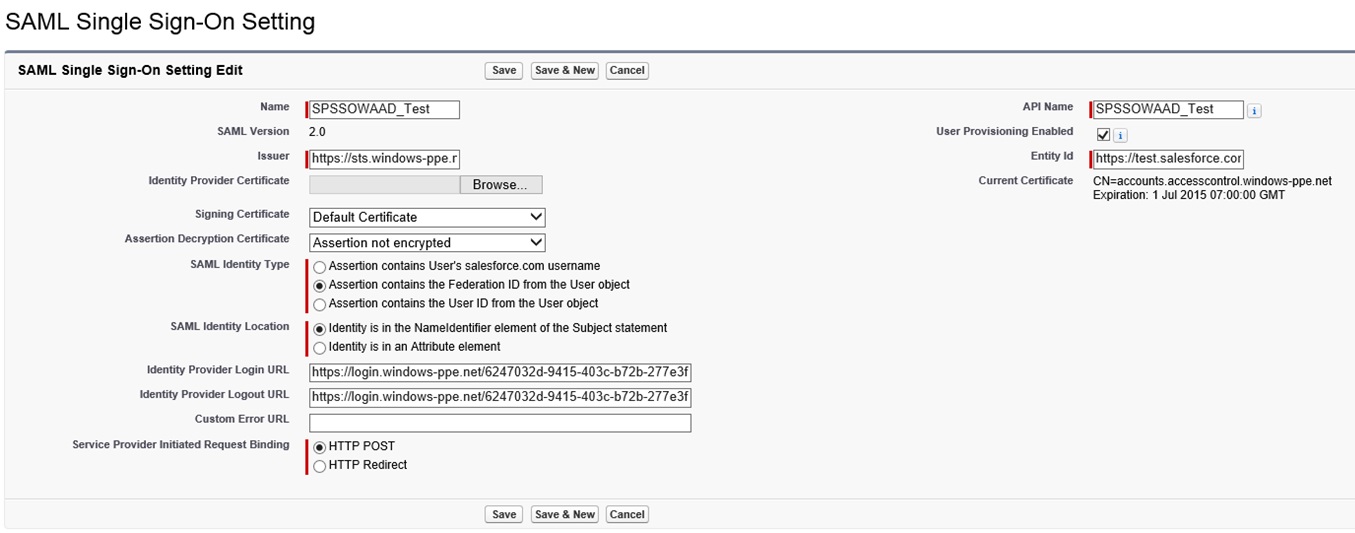 SAML Single Sign-On Setting
SAML Single Sign-On Setting Edit Save Save & New Cancel
Name SPSSOWAAD_Test API Name SPSSOWAAD_Test i
SAML Version 2.0 User Provisioning Enabled i
Issuer https://sts.windows-ppe.r Entity Id https://test.salesforce.cor
Identity Provider Certificate Browse... Current Certificate CN=accounts.accesscontrol.windows-ppe.net
Expiration: 1 Jul 2015 07:00:00 GMT
Signing Certificate Default Certificate
Assertion Decryption Certificate Assertion not encrypted
SAML Identity Type Assertion contains User's salesforce.com username
Assertion contains the Federation ID from the User object
Assertion contains the User ID from the User object
SAML Identity Location Identity is in the NameIdentifier element of the Subject statement
Identity is in an Attribute element
Identity Provider Login URL https://login.windows-ppe.net/6247032d-9415-403c-b72b-277e3f
Identity Provider Logout URL https://login.windows-ppe.net/6247032d-9415-403c-b72b-277e3f
Custom Error URL
Service Provider Initiated Request Binding HTTP POST
HTTP Redirect
Save Save & New Cancel